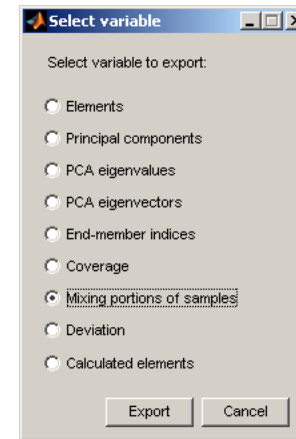 Select variable
Select variable to export:
Elements
Principal components
PCA eigenvalues
PCA eigenvectors
End-member indices
Coverage
Mixing portions of samples
Deviation
Calculated elements
Export Cancel